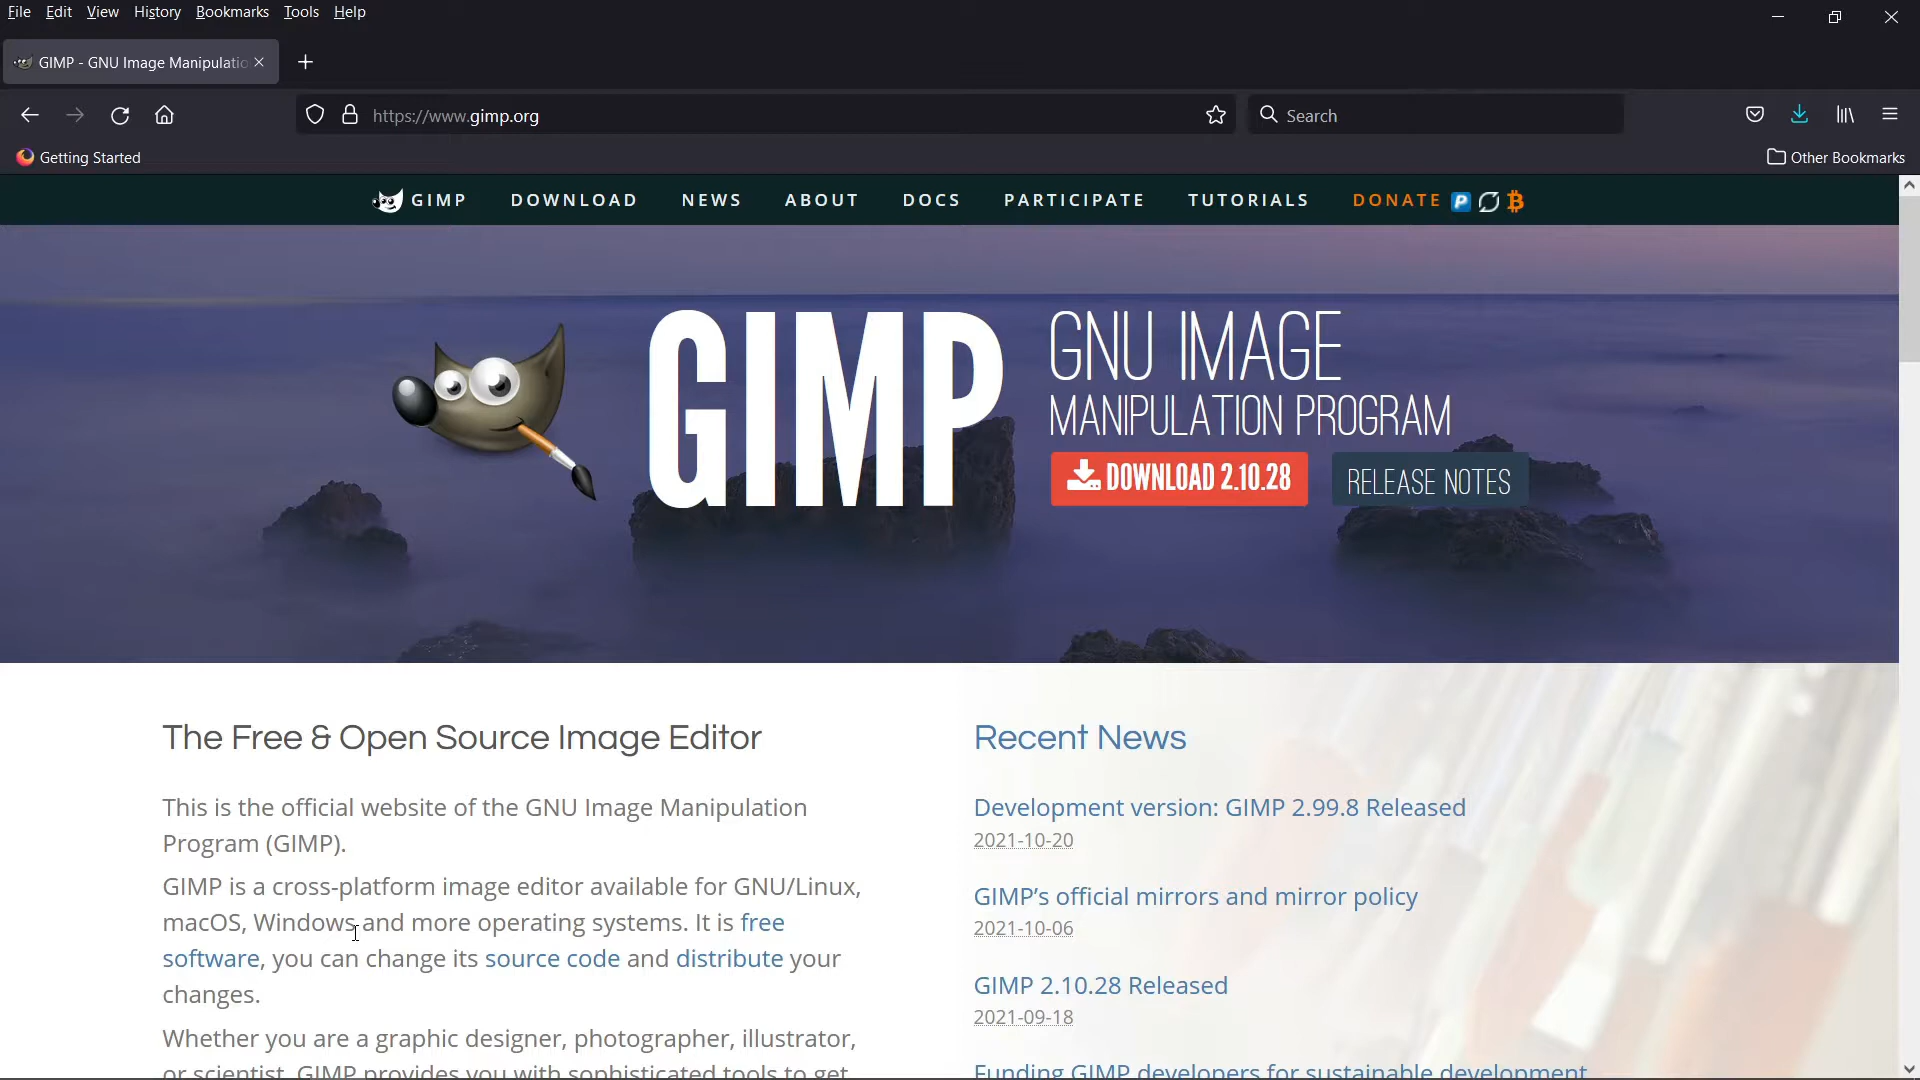 File Edit View History Bookmarks Tools Help
GIMP - GNU Image Manipulatio
https://www.gimp.org
Search
Getting Started
Other Bookmarks
GIMP DOWNLOAD NEWS ABOUT DOCS PARTICIPATE TUTORIALS DONATE
GIMP
GNU IMAGE
MANIPULATION PROGRAM
DOWNLOAD 2.10.28 RELEASE NOTES
The Free & Open Source Image Editor
This is the official website of the GNU Image Manipulation
Program (GIMP).
GIMP is a cross-platform image editor available for GNU/Linux,
macOS, Windows and more operating systems. It is free
software, you can change its source code and distribute your
changes.
Whether you are a graphic designer, photographer, illustrator,
or scientist, GIMP provides you with sophisticated tools to get
Recent News
Development version: GIMP 2.99.8 Released
2021-10-20
GIMP's official mirrors and mirror policy
2021-10-06
GIMP 2.10.28 Released
2021-09-18
Funding GIMP developers for sustainable development